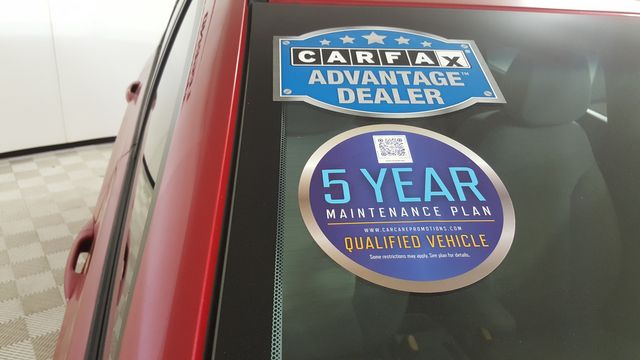 CARFAX
ADVANTAGE™
DEALER
5 YEAR
MAINTENANCE PLAN
WWW.CARCAREPROMOTIONS.COM
QUALIFIED VEHICLE
Some restrictions may apply. See plan for details.